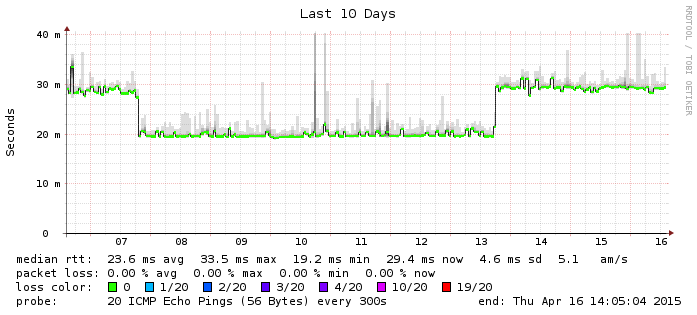 Last 10 Days
RRDTOOL / TOBI OETIKER
Seconds
40 m
30 m
20 m
10 m
0
07 08 09 10 11 12 13 14 15 16
median rtt: 23.6 ms avg 33.5 ms max 19.2 ms min 29.4 ms now 4.6 ms sd 5.1 am/s
packet loss: 0.00 % avg 0.00 % max 0.00 % min 0.00 % now
loss color: 0 1/20 2/20 3/20 4/20 10/20 19/20
probe: 20 ICMP Echo Pings (56 Bytes) every 300s end: Thu Apr 16 14:05:04 2015